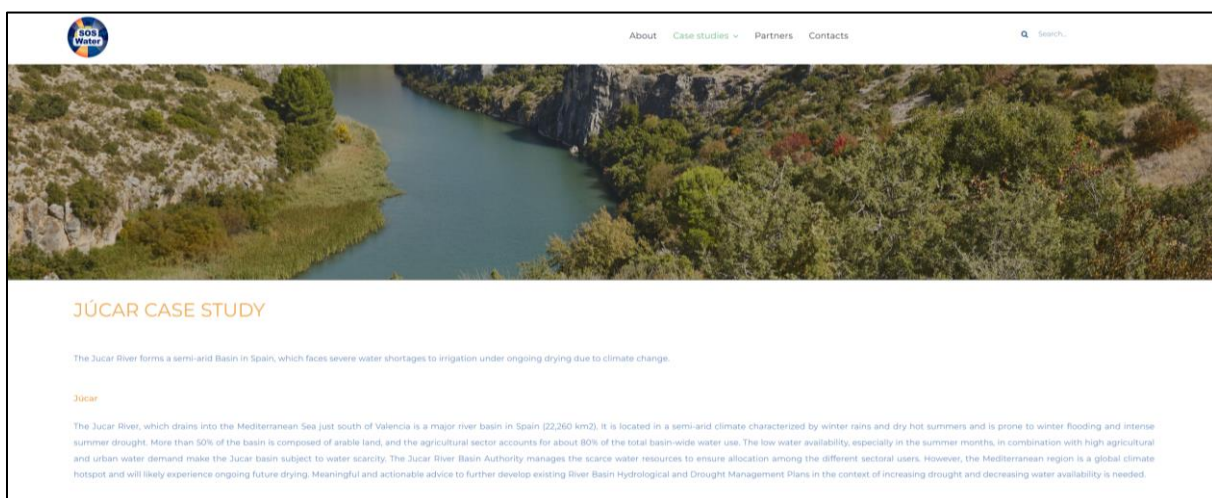 SOS
Water
About Case studies Partners Contacts Search...
JÚCAR CASE STUDY
The Jucar River forms a semi-arid Basin in Spain, which faces severe water shortages to irrigation under ongoing drying due to climate change.
Júcar
The Jucar River, which drains into the Mediterranean Sea just south of Valencia is a major river basin in Spain (22,260 km2). It is located in a semi-arid climate characterized by winter rains and dry hot summers and is prone to winter flooding and intense
summer drought. More than 50% of the basin is composed of arable land, and the agricultural sector accounts for about 80% of the total basin-wide water use. The low water availability, especially in the summer months, in combination with high agricultural
and urban water demand make the Jucar basin subject to water scarcity. The Jucar River Basin Authority manages the scarce water resources to ensure allocation among the different sectoral users. However, the Mediterranean region is a global climate
hotspot and will likely experience ongoing future drying. Meaningful and actionable advice to further develop existing River Basin Hydrological and Drought Management Plans in the context of increasing drought and decreasing water availability is needed.